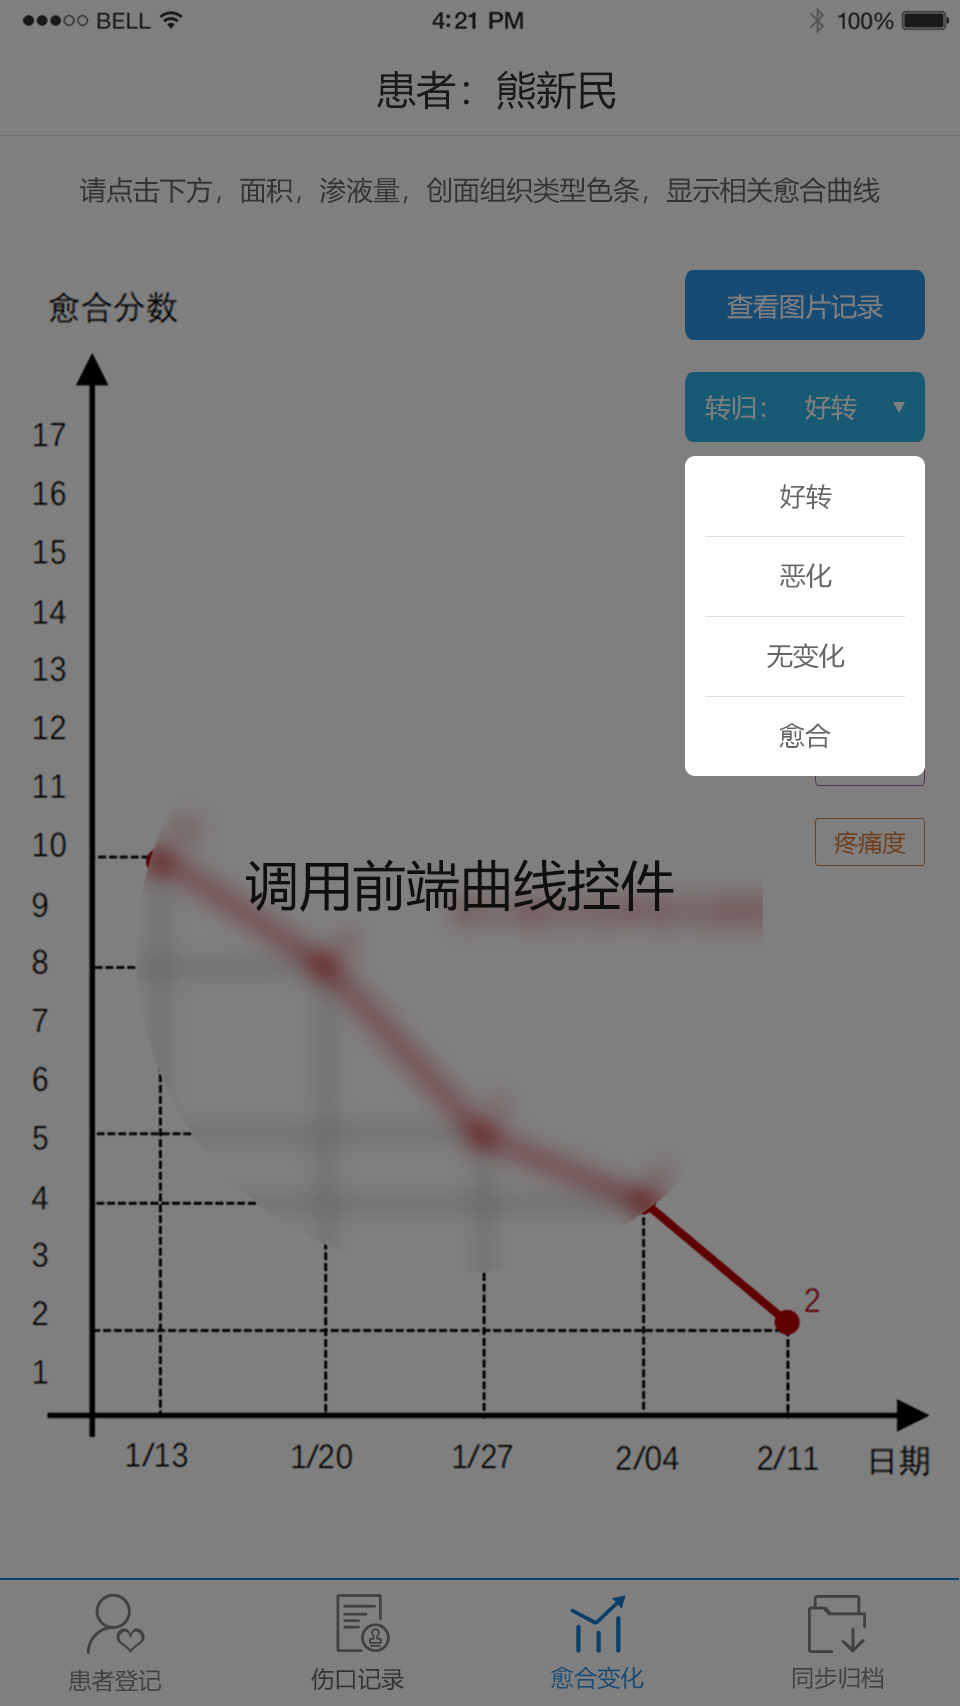 BELL
4:21 PM
100%
患者：熊新民
请点击下方，面积，渗液量，创面组织类型色条，显示相关愈合曲线
愈合分数
查看图片记录
转归： 好转
好转
恶化
无变化
愈合
疼痛度
17
16
15
14
13
12
11
10
9
8
7
6
5
4
3
2
1
调用前端曲线控件
2
1/13
1/20
1/27
2/04
2/11
日期
患者登记
伤口记录
愈合变化
同步归档